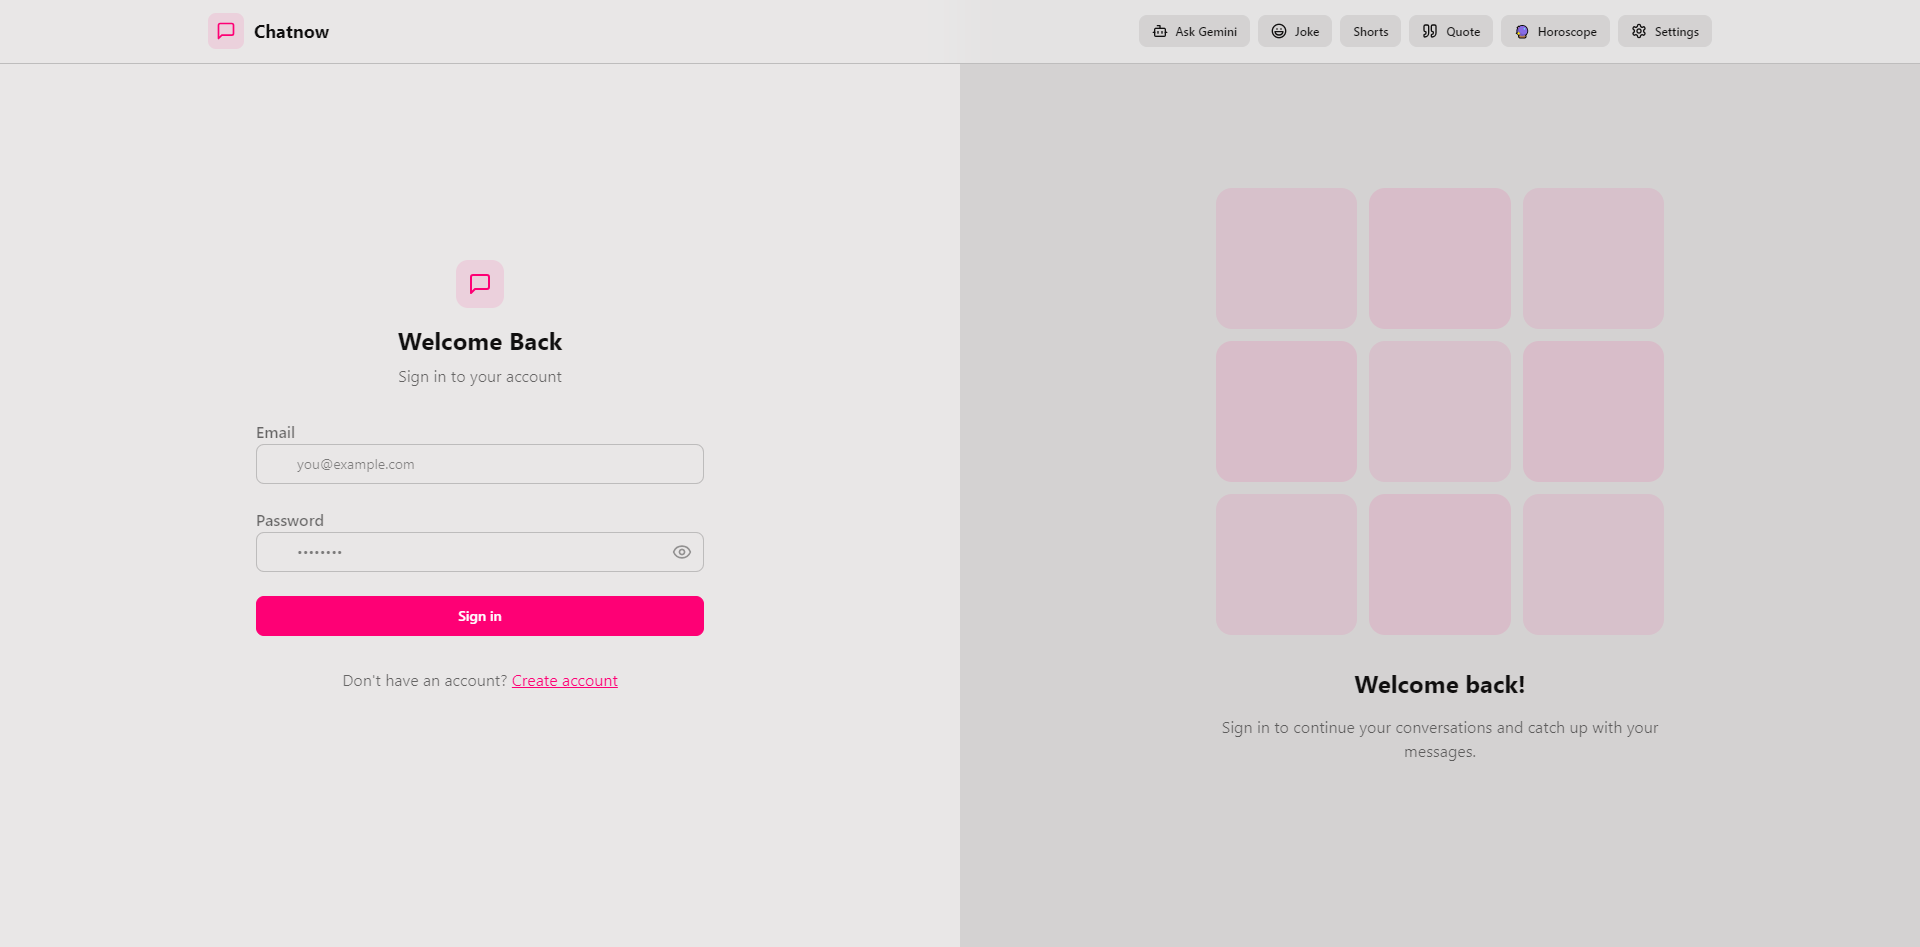 Chatnow
Ask Gemini
Joke
Shorts
Quote
Horoscope
Settings
Welcome Back
Sign in to your account
Email
you@example.com
Password
••••••••
Sign in
Don't have an account? Create account
Welcome back!
Sign in to continue your conversations and catch up with your
messages.